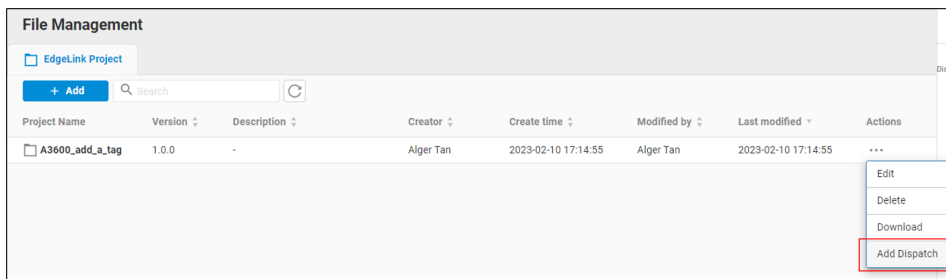 File Management
EdgeLink Project
+ Add
Search
Project Name Version Description Creator Create time Modified by Last modified Actions
A3600_add_a_tag 1.0.0 - Alger Tan 2023-02-10 17:14:55 Alger Tan 2023-02-10 17:14:55 ...
Edit
Delete
Download
Add Dispatch